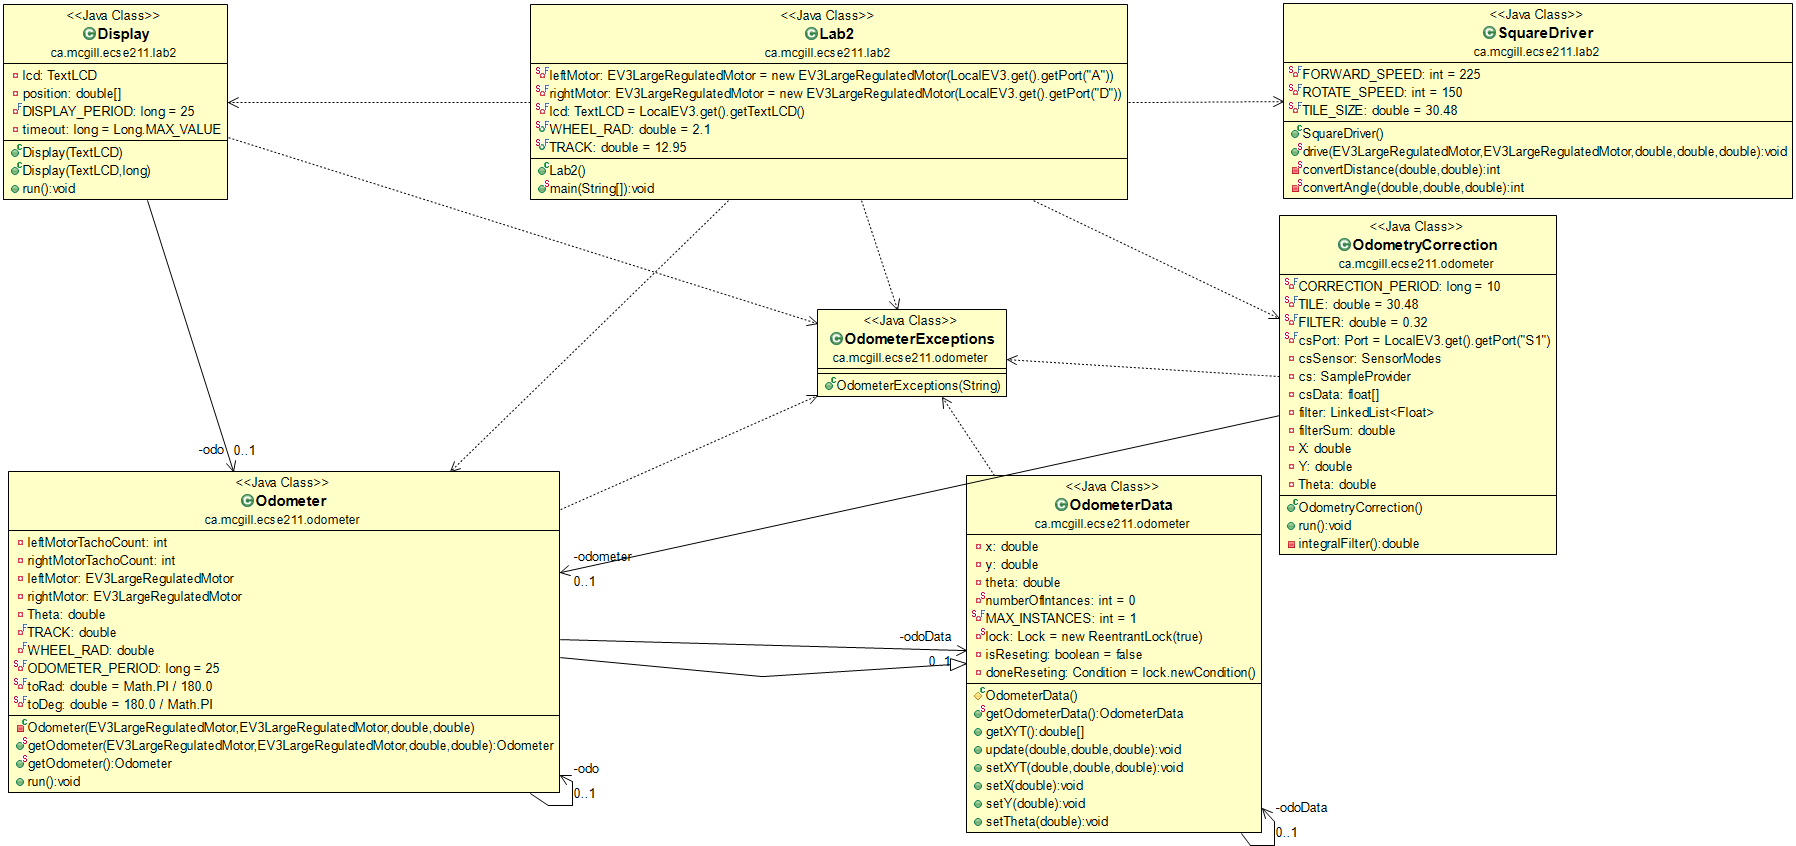 <<Java Class>>
Display
ca.mcgill.ecse211.lab2
lcd: TextLCD
position: double[]
DISPLAY_PERIOD: long = 25
timeout: long = Long.MAX_VALUE
Display(TextLCD)
Display(TextLCD,long)
run():void
<<Java Class>>
Lab2
ca.mcgill.ecse211.lab2
leftMotor: EV3LargeRegulatedMotor = new EV3LargeRegulatedMotor(LocalEV3.get().getPort("A"))
rightMotor: EV3LargeRegulatedMotor = new EV3LargeRegulatedMotor(LocalEV3.get().getPort("D"))
lcd: TextLCD = LocalEV3.get().getTextLCD()
WHEEL_RAD: double = 2.1
TRACK: double = 12.95
Lab2()
main(String[]):void
<<Java Class>>
SquareDriver
ca.mcgill.ecse211.lab2
FORWARD_SPEED: int = 225
ROTATE_SPEED: int = 150
TILE_SIZE: double = 30.48
SquareDriver()
drive(EV3LargeRegulatedMotor,EV3LargeRegulatedMotor,double,double,double):void
convertDistance(double,double):int
convertAngle(double,double,double):int
<<Java Class>>
OdometryCorrection
ca.mcgill.ecse211.odometer
CORRECTION_PERIOD: long = 10
TILE: double = 30.48
FILTER: double = 0.32
csPort: Port = LocalEV3.get().getPort("S1")
csSensor: SensorModes
cs: SampleProvider
csData: float[]
filter: LinkedList<Float>
filterSum: double
X: double
Y: double
Theta: double
OdometryCorrection()
run():void
integralFilter():double
<<Java Class>>
OdometerExceptions
ca.mcgill.ecse211.odometer
OdometerExceptions(String)
-odo
0..1
<<Java Class>>
Odometer
ca.mcgill.ecse211.odometer
leftMotorTachoCount: int
rightMotorTachoCount: int
leftMotor: EV3LargeRegulatedMotor
rightMotor: EV3LargeRegulatedMotor
Theta: double
TRACK: double
WHEEL_RAD: double
ODOMETER_PERIOD: long = 25
toRad: double = Math.PI / 180.0
toDeg: double = 180.0 / Math.PI
Odometer(EV3LargeRegulatedMotor,EV3LargeRegulatedMotor,double,double)
getOdometer(EV3LargeRegulatedMotor,EV3LargeRegulatedMotor,double,double):Odometer
getOdometer():Odometer
run():void
-odometer
0..1
-odoData
0..1
-odo
0..1
<<Java Class>>
OdometerData
ca.mcgill.ecse211.odometer
x: double
y: double
theta: double
numberOfIntances: int = 0
MAX_INSTANCES: int = 1
lock: Lock = new ReentrantLock(true)
isReseting: boolean = false
doneReseting: Condition = lock.newCondition()
OdometerData()
getOdometerData():OdometerData
getXYT():double[]
update(double,double,double):void
setXYT(double,double,double):void
setX(double):void
setY(double):void
setTheta(double):void
-odoData
0..1